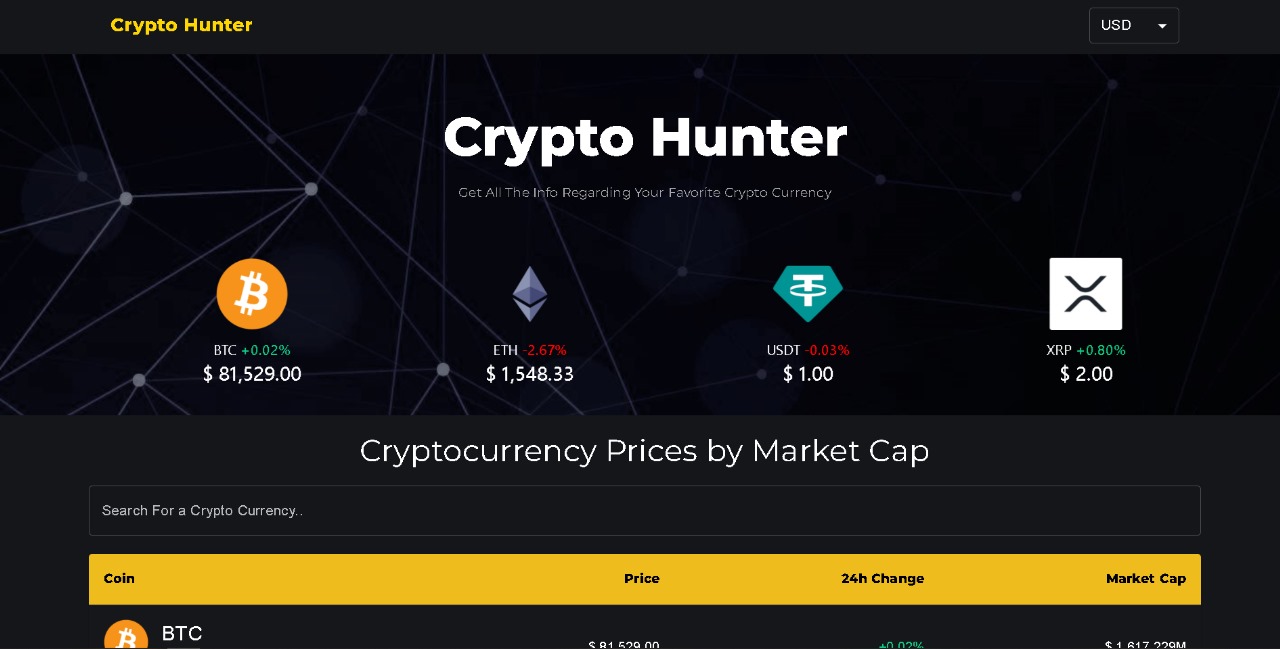 Crypto Hunter
USD
Crypto Hunter
Get All The Info Regarding Your Favorite Crypto Currency
BTC +0.02%
$ 81,529.00
ETH -2.67%
$ 1,548.33
USDT -0.03%
$ 1.00
XRP +0.80%
$ 2.00
Cryptocurrency Prices by Market Cap
Search For a Crypto Currency..
Coin Price 24h Change Market Cap
BTC
$ 81,529.00 +0.02% $ 1,617,229M